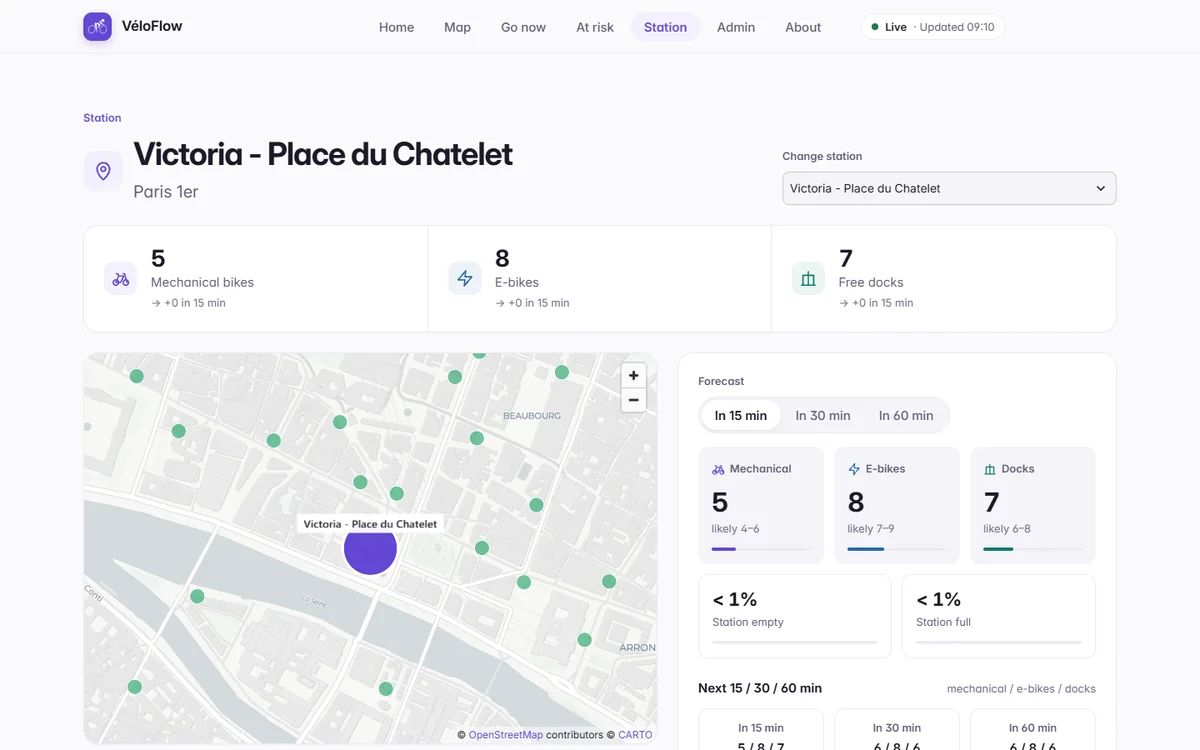 VéloFlow
Home
Map
Go now
At risk
Station
Admin
About
Live · Updated 09:10
Station
Victoria - Place du Chatelet
Paris 1er
Change station
Victoria - Place du Chatelet
5
Mechanical bikes
→ +0 in 15 min
8
E-bikes
→ +0 in 15 min
7
Free docks
→ +0 in 15 min
+
−
BEAUBOURG
Victoria - Place du Chatelet
La Seine
Conti
ARRON
© OpenStreetMap contributors © CARTO
Forecast
In 15 min
In 30 min
In 60 min
Mechanical
5
likely 4–6
E-bikes
8
likely 7–9
Docks
7
likely 6–8
< 1%
Station empty
< 1%
Station full
Next 15 / 30 / 60 min
mechanical / e-bikes / docks
In 15 min
5 / 8 / 7
In 30 min
6 / 8 / 6
In 60 min
6 / 8 / 6